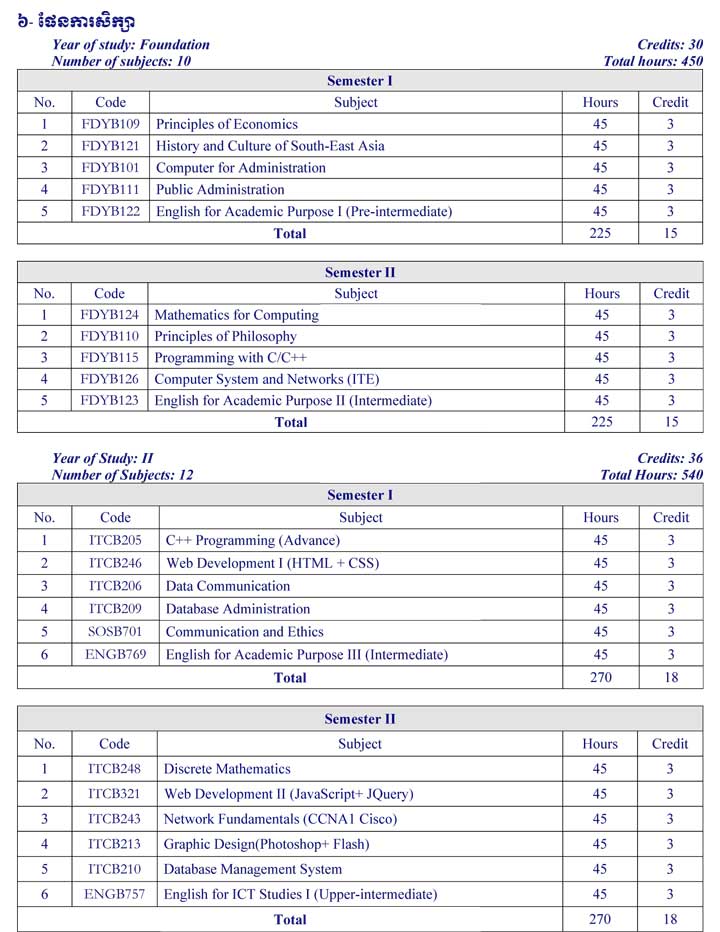 ៦- ផែនការសិក្សា
Year of study: Foundation Credits: 30
Number of subjects: 10 Total hours: 450
Semester I
No. Code Subject Hours Credit
1 FDYB109 Principles of Economics 45 3
2 FDYB121 History and Culture of South-East Asia 45 3
3 FDYB101 Computer for Administration 45 3
4 FDYB111 Public Administration 45 3
5 FDYB122 English for Academic Purpose I (Pre-intermediate) 45 3
Total 225 15
Semester II
No. Code Subject Hours Credit
1 FDYB124 Mathematics for Computing 45 3
2 FDYB110 Principles of Philosophy 45 3
3 FDYB115 Programming with C/C++ 45 3
4 FDYB126 Computer System and Networks (ITE) 45 3
5 FDYB123 English for Academic Purpose II (Intermediate) 45 3
Total 225 15
Year of Study: II Credits: 36
Number of Subjects: 12 Total Hours: 540
Semester I
No. Code Subject Hours Credit
1 ITCB205 C++ Programming (Advance) 45 3
2 ITCB246 Web Development I (HTML + CSS) 45 3
3 ITCB206 Data Communication 45 3
4 ITCB209 Database Administration 45 3
5 SOSB701 Communication and Ethics 45 3
6 ENGB769 English for Academic Purpose III (Intermediate) 45 3
Total 270 18
Semester II
No. Code Subject Hours Credit
1 ITCB248 Discrete Mathematics 45 3
2 ITCB321 Web Development II (JavaScript+ JQuery) 45 3
3 ITCB243 Network Fundamentals (CCNA1 Cisco) 45 3
4 ITCB213 Graphic Design(Photoshop+ Flash) 45 3
5 ITCB210 Database Management System 45 3
6 ENGB757 English for ICT Studies I (Upper-intermediate) 45 3
Total 270 18